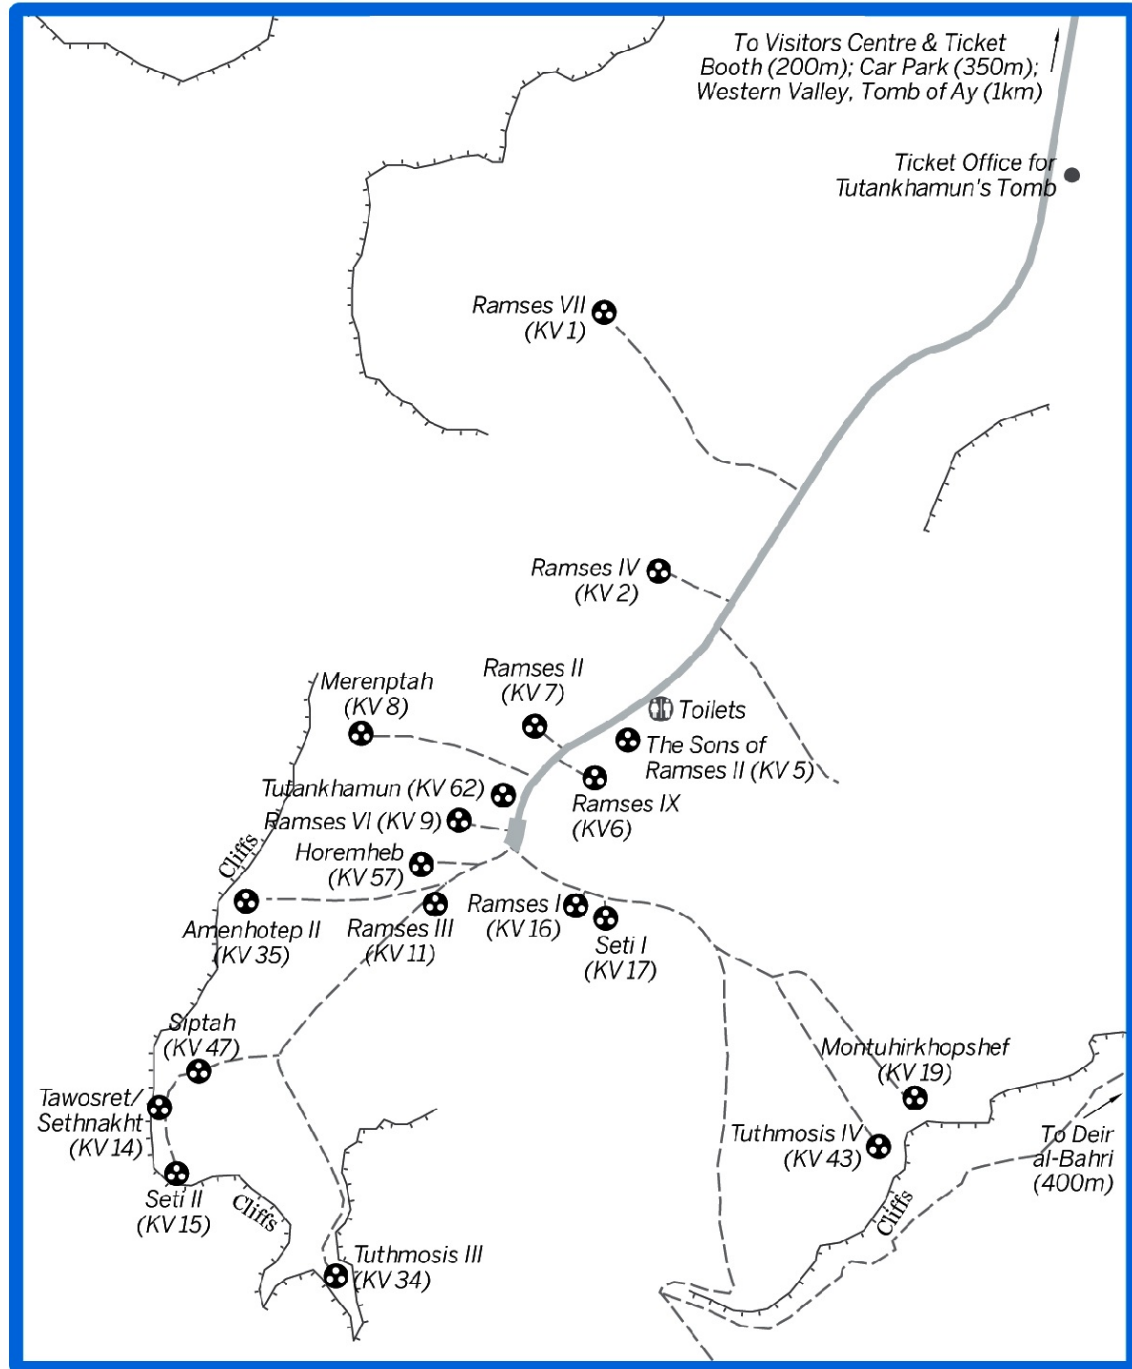 To Visitors Centre & Ticket
Booth (200m); Car Park (350m);
Western Valley, Tomb of Ay (1km)
Ticket Office for
Tutankhamun's Tomb
Ramses VII
(KV 1)
Ramses IV
(KV 2)
Ramses II
(KV 7)
Merenptah
(KV 8)
Toilets
The Sons of
Ramses II (KV 5)
Tutankhamun (KV 62)
Ramses IX
(KV6)
Ramses VI (KV 9)
Horemheb
(KV 57)
Cliffs
Amenhotep II
(KV 35)
Ramses III
(KV 11)
Ramses I
(KV 16)
Seti I
(KV 17)
Siptah
(KV 47)
Montuhirkhopshef
(KV 19)
Tawosret/
Sethnakht
(KV 14)
Tuthmosis IV
(KV 43)
To Deir
al-Bahri
(400m)
Seti II
(KV 15)
Cliffs
Cliffs
Tuthmosis III
(KV 34)